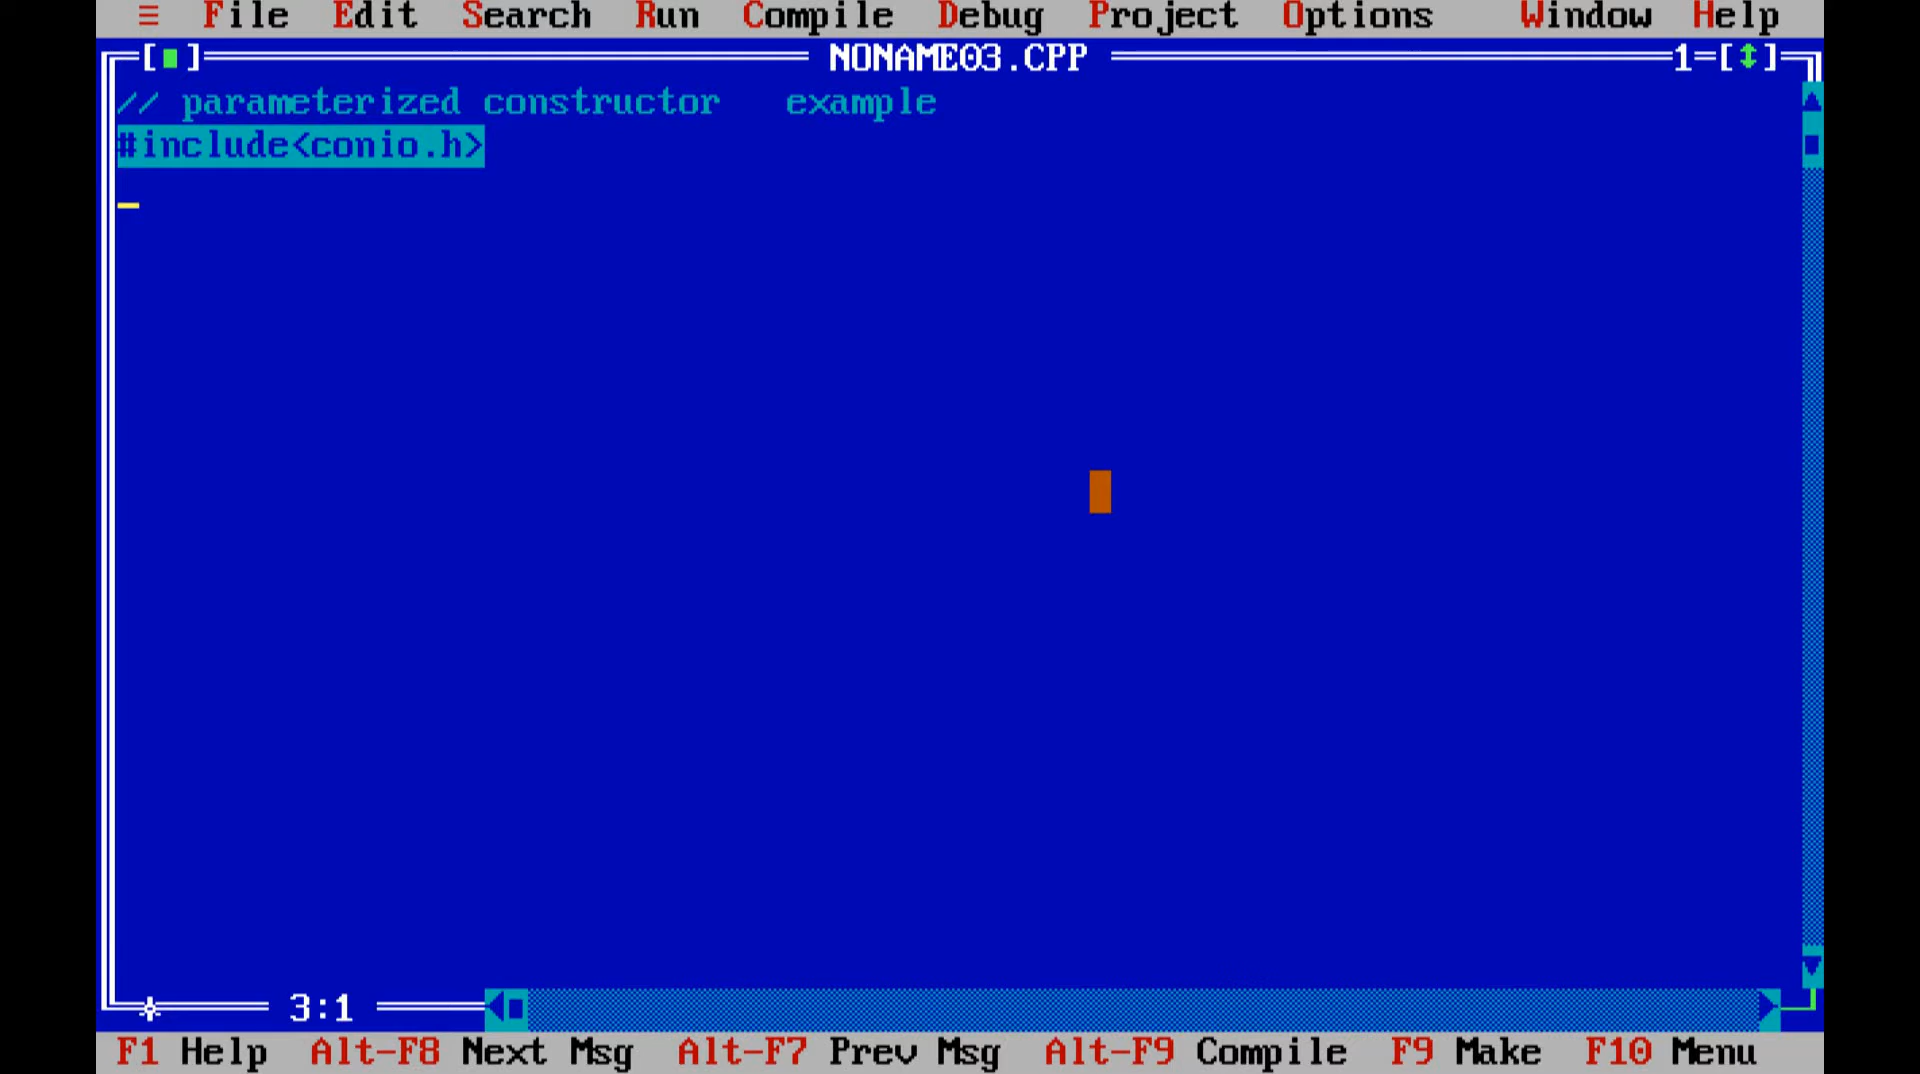 ≡ File Edit Search Run Compile Debug Project Options Window Help
[■] NONAME03.CPP 1=[↕]
// parameterized constructor   example
#include<conio.h>
3:1
F1 Help Alt-F8 Next Msg Alt-F7 Prev Msg Alt-F9 Compile F9 Make F10 Menu